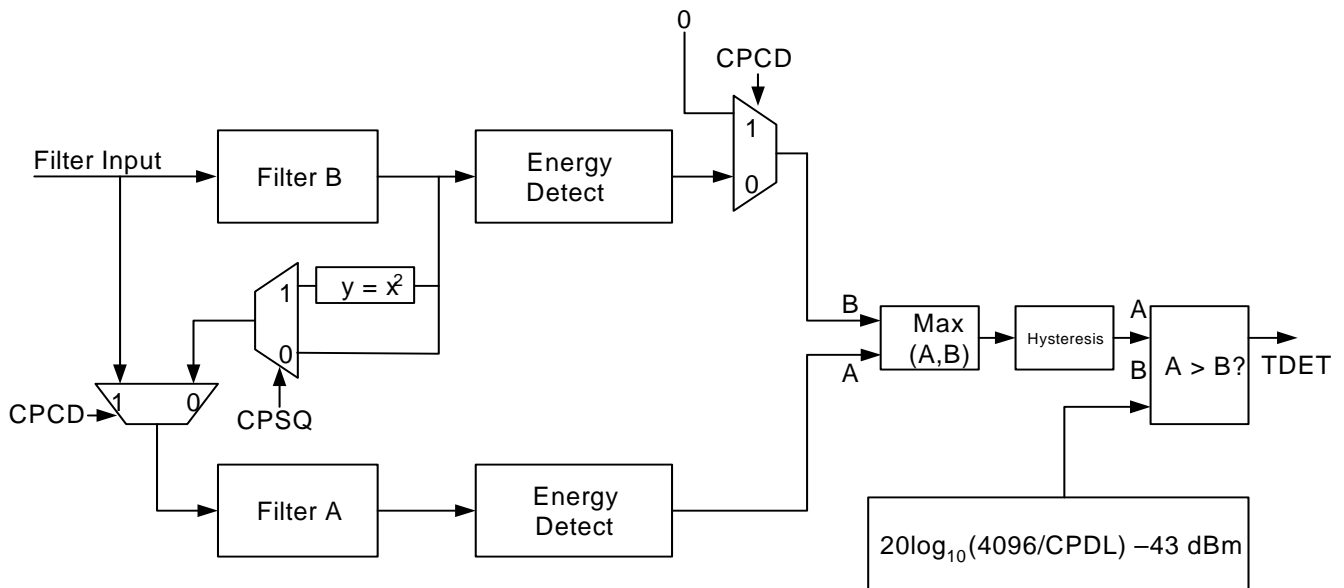 0
CPCD
1
0
Filter Input
Filter B
Energy
Detect
y = x²
1
0
CPSQ
1
0
CPCD
B
A
Max
(A,B)
Hysteresis
A
B
A > B?
TDET
Filter A
Energy
Detect
20log₁₀(4096/CPDL) –43 dBm